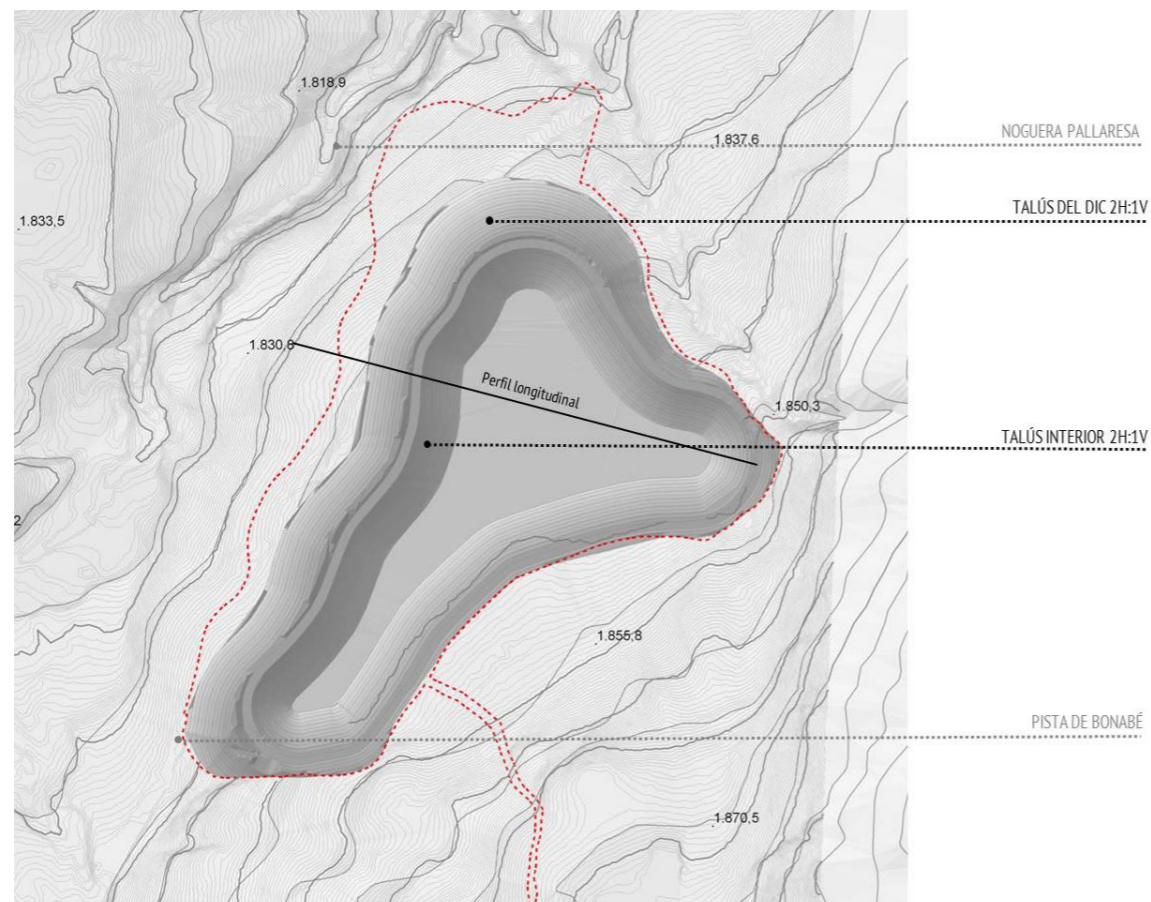 1.818,9
NOGUERA PALLARESA
1.837,6
TALÚS DEL DIC 2H:1V
1.833,5
1.830,8
Perfil longitudinal
1.850,3
TALÚS INTERIOR 2H:1V
2
1.855,8
PISTA DE BONABÉ
1.870,5